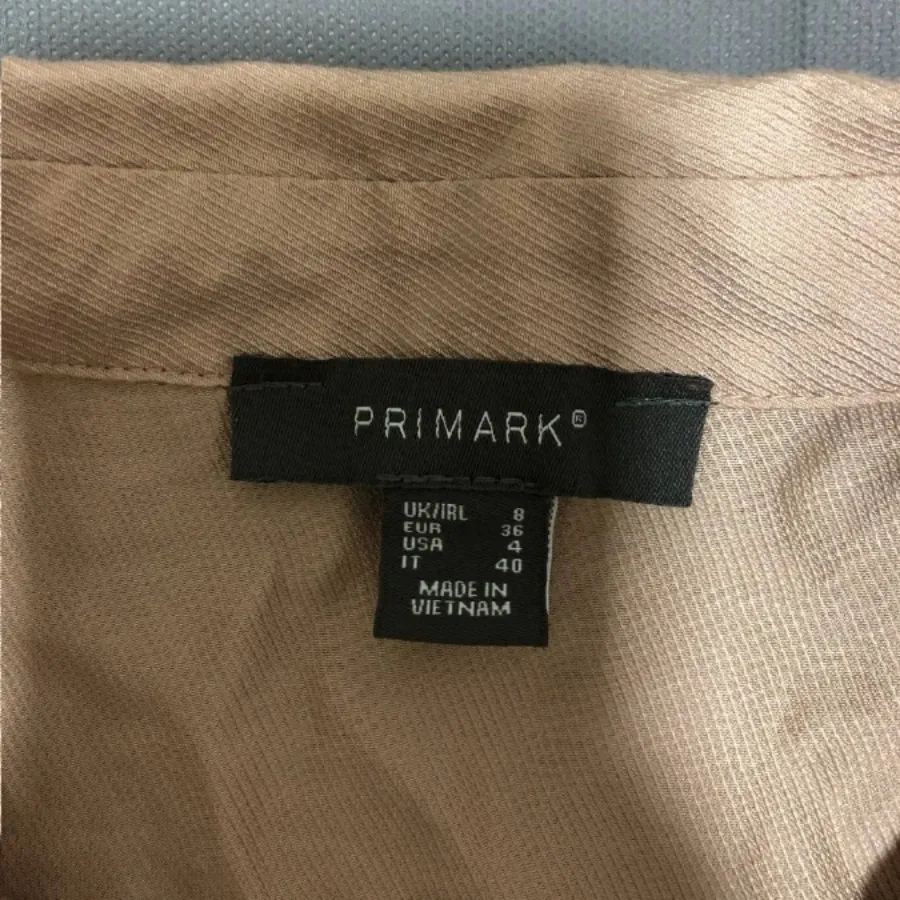 PRIMARK®
UK/IRL 8
EUR 36
USA 4
IT 40
MADE IN
VIETNAM